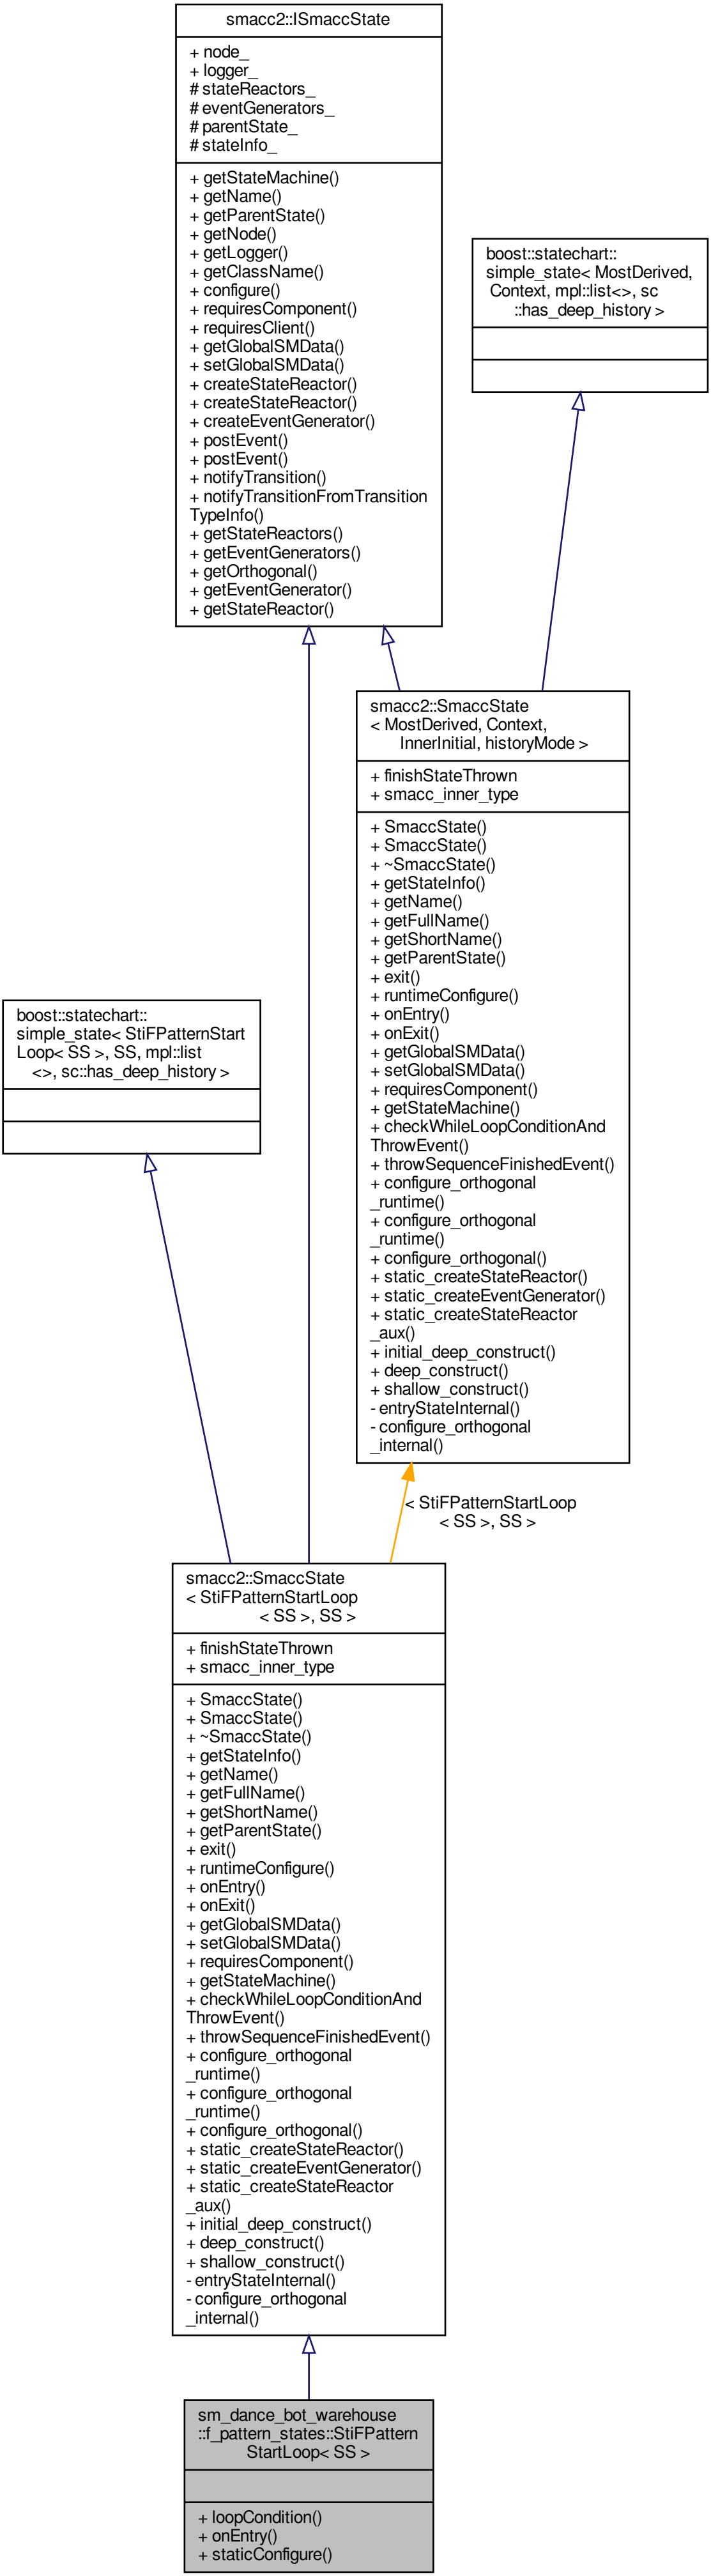 smacc2::ISmaccState
+ node_
+ logger_
# stateReactors_
# eventGenerators_
# parentState_
# stateInfo_
+ getStateMachine()
+ getName()
+ getParentState()
+ getNode()
+ getLogger()
+ getClassName()
+ configure()
+ requiresComponent()
+ requiresClient()
+ getGlobalSMData()
+ setGlobalSMData()
+ createStateReactor()
+ createStateReactor()
+ createEventGenerator()
+ postEvent()
+ postEvent()
+ notifyTransition()
+ notifyTransitionFromTransition
TypeInfo()
+ getStateReactors()
+ getEventGenerators()
+ getOrthogonal()
+ getEventGenerator()
+ getStateReactor()
boost::statechart::
simple_state< MostDerived,
Context, mpl::list<>, sc
::has_deep_history >
smacc2::SmaccState
< MostDerived, Context,
InnerInitial, historyMode >
+ finishStateThrown
+ smacc_inner_type
+ SmaccState()
+ SmaccState()
+ ~SmaccState()
+ getStateInfo()
+ getName()
+ getFullName()
+ getShortName()
+ getParentState()
+ exit()
+ runtimeConfigure()
+ onEntry()
+ onExit()
+ getGlobalSMData()
+ setGlobalSMData()
+ requiresComponent()
+ getStateMachine()
+ checkWhileLoopConditionAnd
ThrowEvent()
+ throwSequenceFinishedEvent()
+ configure_orthogonal
_runtime()
+ configure_orthogonal
_runtime()
+ configure_orthogonal()
+ static_createStateReactor()
+ static_createEventGenerator()
+ static_createStateReactor
_aux()
+ initial_deep_construct()
+ deep_construct()
+ shallow_construct()
- entryStateInternal()
- configure_orthogonal
_internal()
boost::statechart::
simple_state< StiFPatternStart
Loop< SS >, SS, mpl::list
<>, sc::has_deep_history >
< StiFPatternStartLoop
< SS >, SS >
smacc2::SmaccState
< StiFPatternStartLoop
< SS >, SS >
+ finishStateThrown
+ smacc_inner_type
+ SmaccState()
+ SmaccState()
+ ~SmaccState()
+ getStateInfo()
+ getName()
+ getFullName()
+ getShortName()
+ getParentState()
+ exit()
+ runtimeConfigure()
+ onEntry()
+ onExit()
+ getGlobalSMData()
+ setGlobalSMData()
+ requiresComponent()
+ getStateMachine()
+ checkWhileLoopConditionAnd
ThrowEvent()
+ throwSequenceFinishedEvent()
+ configure_orthogonal
_runtime()
+ configure_orthogonal
_runtime()
+ configure_orthogonal()
+ static_createStateReactor()
+ static_createEventGenerator()
+ static_createStateReactor
_aux()
+ initial_deep_construct()
+ deep_construct()
+ shallow_construct()
- entryStateInternal()
- configure_orthogonal
_internal()
sm_dance_bot_warehouse
::f_pattern_states::StiFPattern
StartLoop< SS >
+ loopCondition()
+ onEntry()
+ staticConfigure()